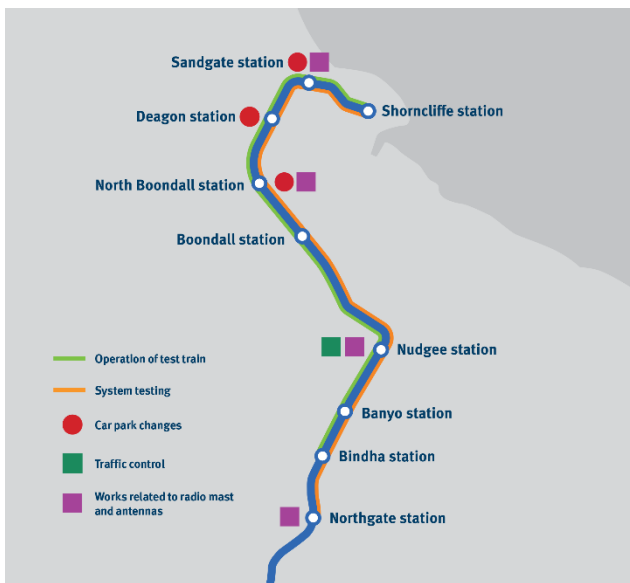 Sandgate station
Deagon station
Shorncliffe station
North Boondall station
Boondall station
Nudgee station
Operation of test train
System testing
Car park changes
Banyo station
Bindha station
Traffic control
Works related to radio mast
and antennas
Northgate station